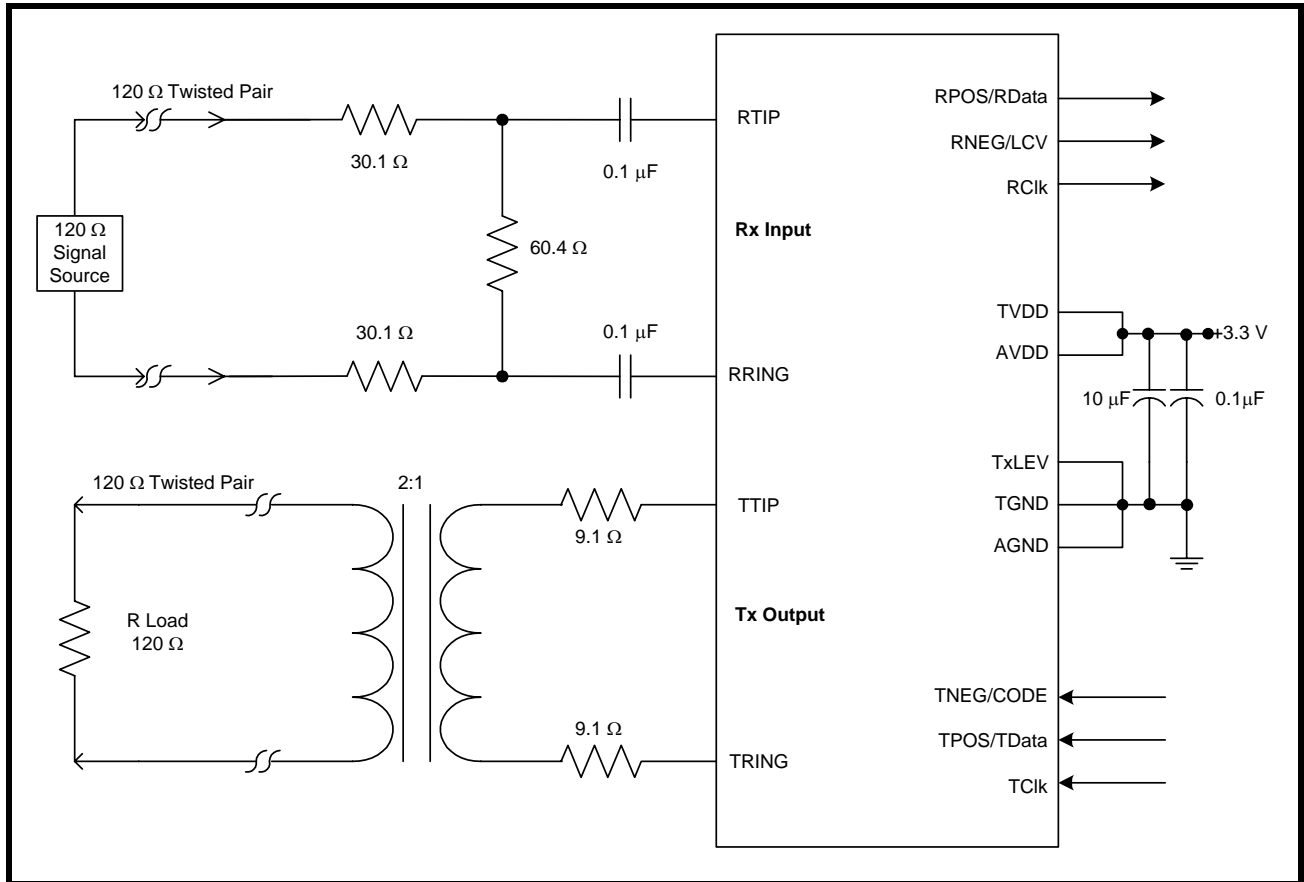 120 Ω Twisted Pair
30.1 Ω
0.1 μF
RTIP
RPOS/RData
RNEG/LCV
RClk
120 Ω
Signal
Source
60.4 Ω
Rx Input
30.1 Ω
0.1 μF
RRING
TVDD
AVDD
+3.3 V
10 μF
0.1μF
120 Ω Twisted Pair
2:1
9.1 Ω
TTIP
TxLEV
TGND
AGND
R Load
120 Ω
Tx Output
9.1 Ω
TRING
TNEG/CODE
TPOS/TData
TClk